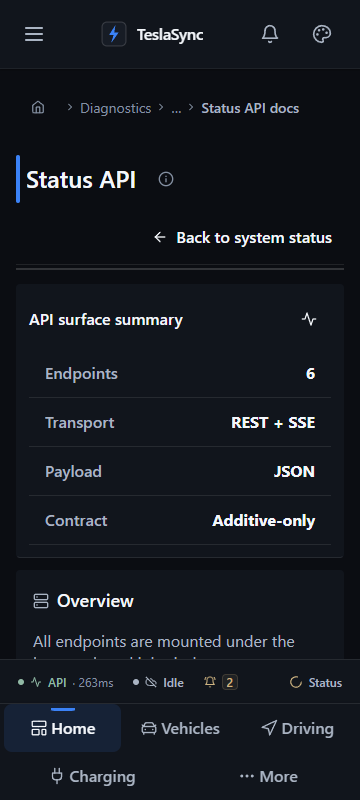 TeslaSync
Diagnostics ... Status API docs
Status API
Back to system status
API surface summary
Endpoints 6
Transport REST + SSE
Payload JSON
Contract Additive-only
Overview
All endpoints are mounted under the
API · 263ms Idle 2 Status
Home Vehicles Driving
Charging ··· More